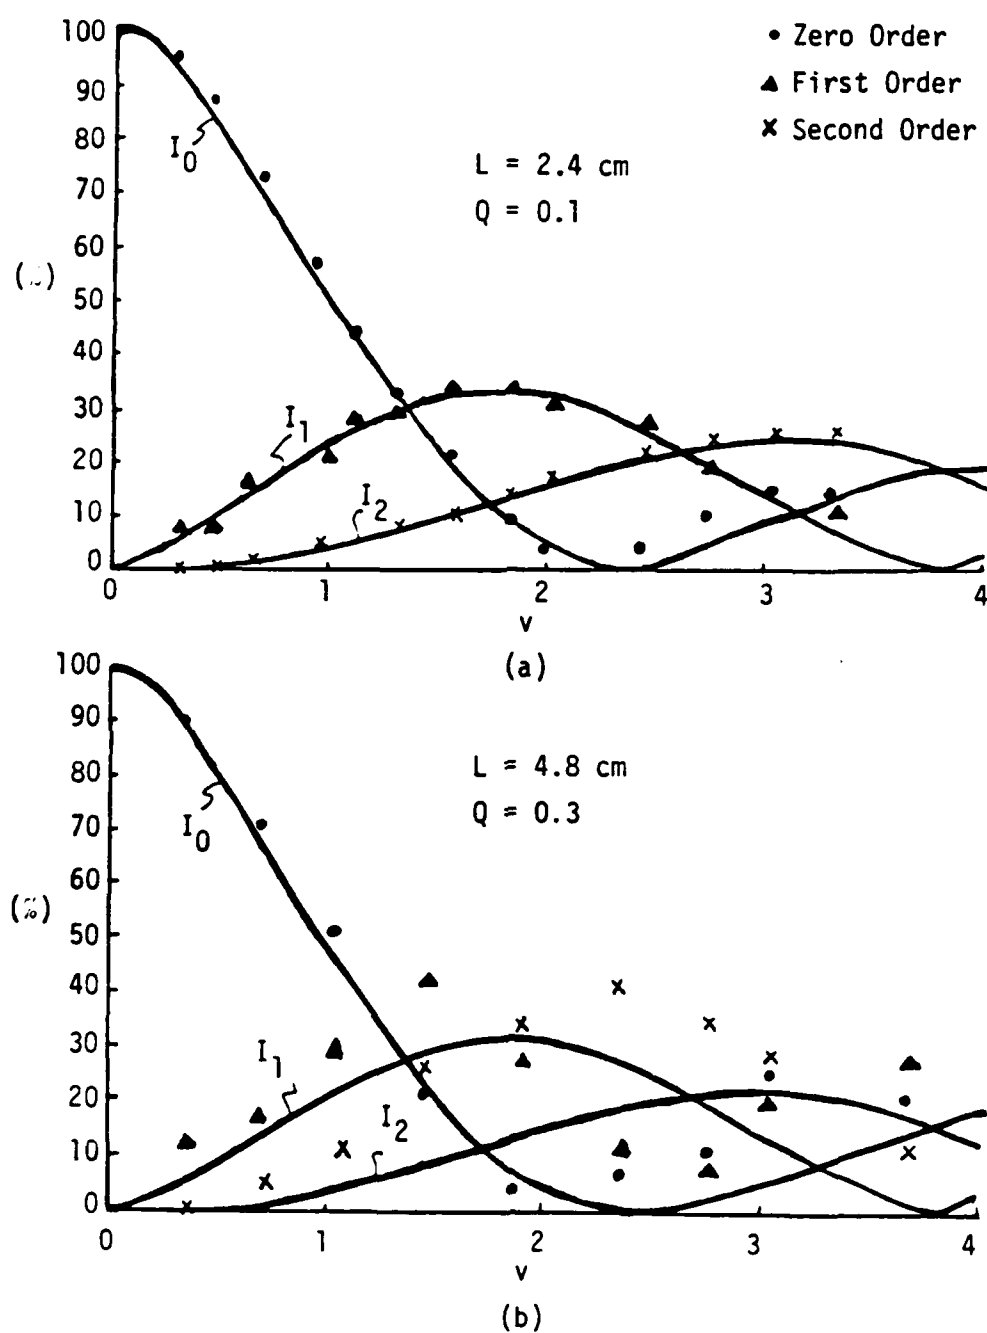 100
90
80
70
60
50
40
30
20
10
0
I0
I1
I2
• Zero Order
▲ First Order
x Second Order
L = 2.4 cm
Q = 0.1
0 1 2 3 4
v
(a)
100
90
80
70
60
50
40
30
20
10
0
(%)
I0
I1
I2
L = 4.8 cm
Q = 0.3
0 1 2 3 4
v
(b)